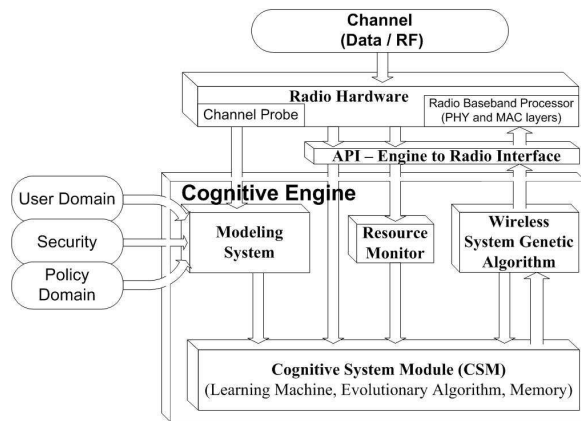 Channel
(Data / RF)
Radio Hardware
Channel Probe
Radio Baseband Processor
(PHY and MAC layers)
API – Engine to Radio Interface
Cognitive Engine
User Domain
Security
Policy
Domain
Modeling
System
Resource
Monitor
Wireless
System Genetic
Algorithm
Cognitive System Module (CSM)
(Learning Machine, Evolutionary Algorithm, Memory)